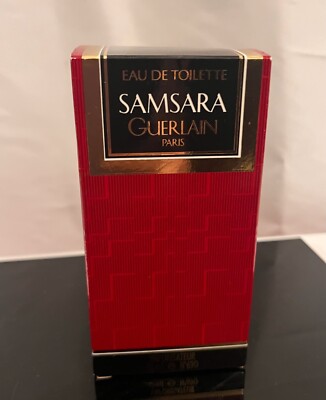 EAU DE TOILETTE
SAMSARA
GUERLAIN
PARIS